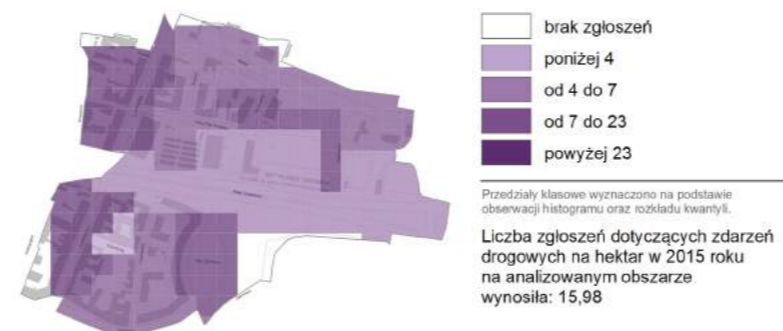 brak zgłoszeń
poniżej 4
od 4 do 7
od 7 do 23
powyżej 23
Przedziały klasowe wyznaczono na podstawie
obserwacji histogramu oraz rozkładu kwantyli.
Liczba zgłoszeń dotyczących zdarzeń
drogowych na hektar w 2015 roku
na analizowanym obszarze
wynosiła: 15,98